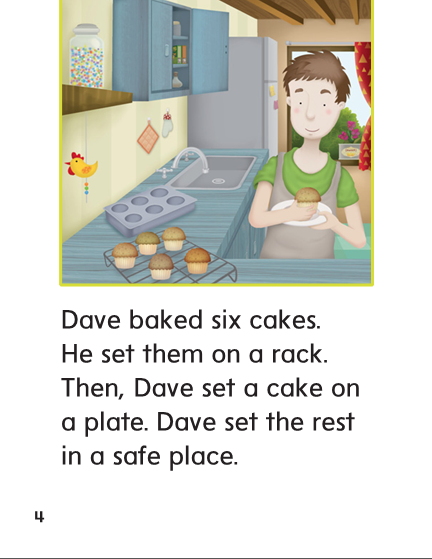 Dave baked six cakes.
He set them on a rack.
Then, Dave set a cake on
a plate. Dave set the rest
in a safe place.
4